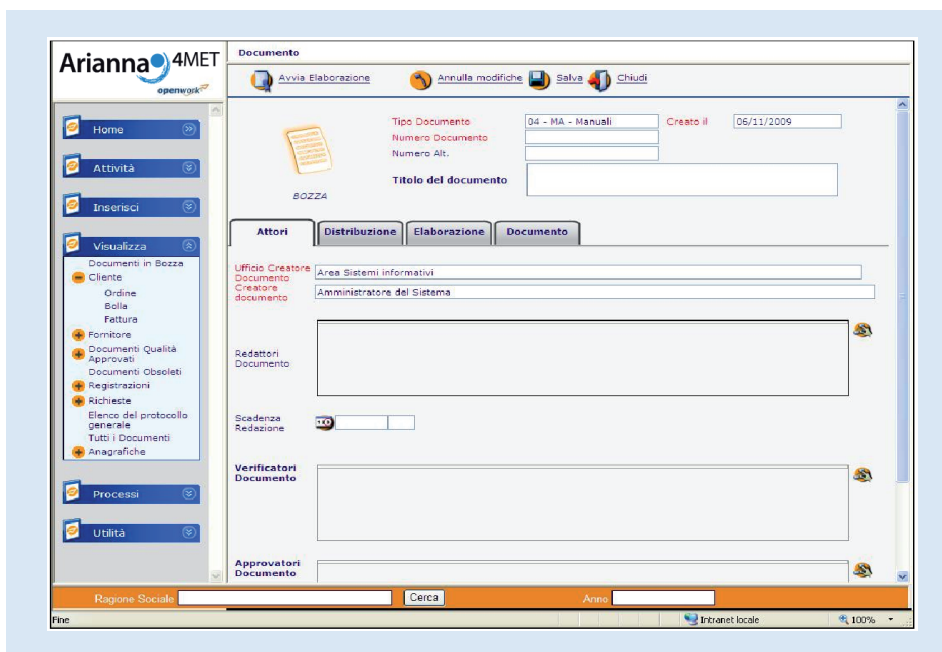 Arianna 4MET
openwork
Documento
Avvia Elaborazione
Annulla modifiche
Salva
Chiudi
Home
Attività
Inserisci
Visualizza
Documenti in Bozza
Cliente
Ordine
Bolla
Fattura
Fornitore
Documenti Qualità
Approvati
Documenti Obsoleti
Registrazioni
Richieste
Elenco del protocollo
generale
Tutti i Documenti
Anagrafiche
Processi
Utilità
BOZZA
Tipo Documento 04 - MA - Manuali Creato il 06/11/2009
Numero Documento
Numero Alt.
Titolo del documento
Attori Distribuzione Elaborazione Documento
Ufficio Creatore
Documento
Area Sistemi informativi
Creatore
documento
Amministratore del Sistema
Redattori
Documento
Scadenza
Redazione
Verificatori
Documento
Approvatori
Documento
Ragione Sociale Cerca Anno
Fine Intranet locale 100%